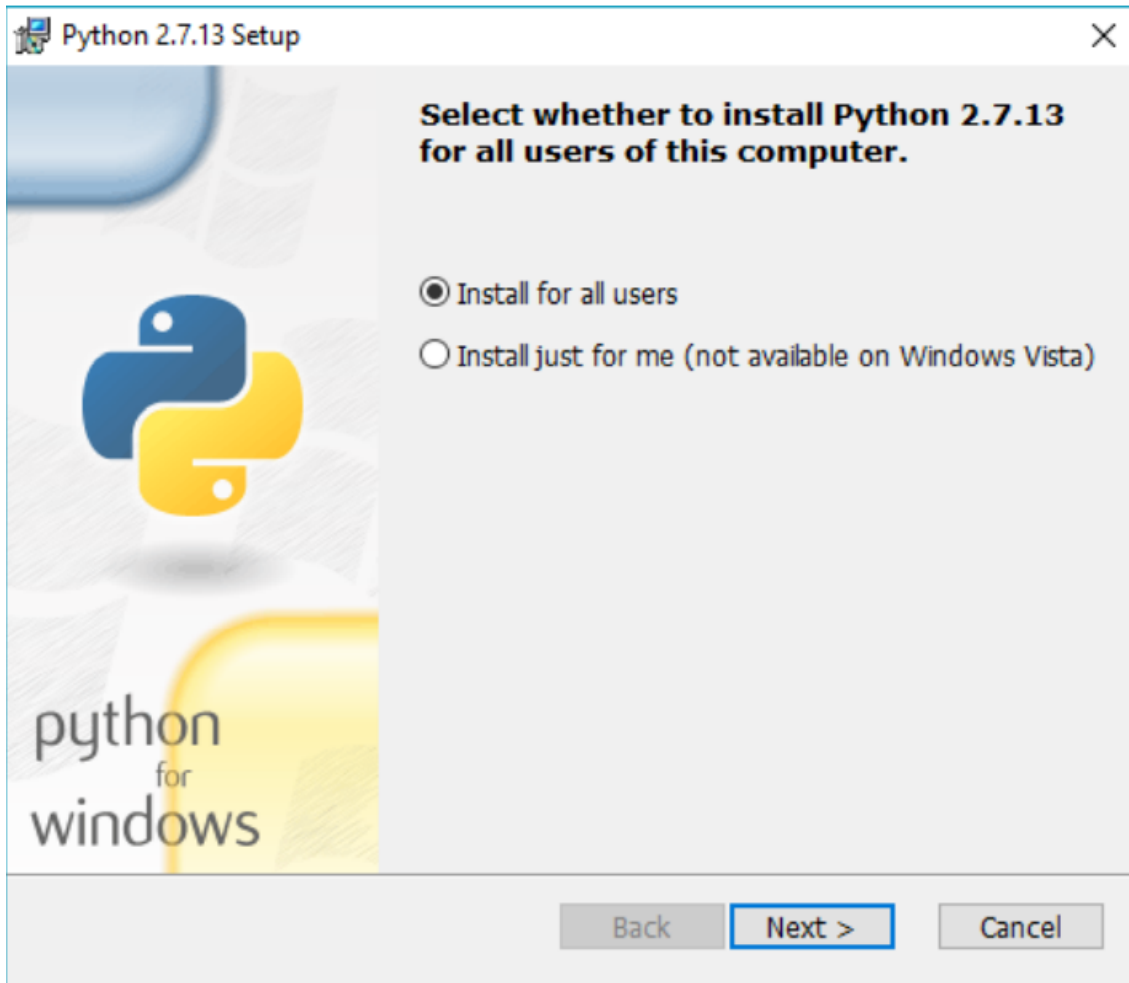 Python 2.7.13 Setup
Select whether to install Python 2.7.13
for all users of this computer.
Install for all users
Install just for me (not available on Windows Vista)
python
for
windows
Back
Next >
Cancel